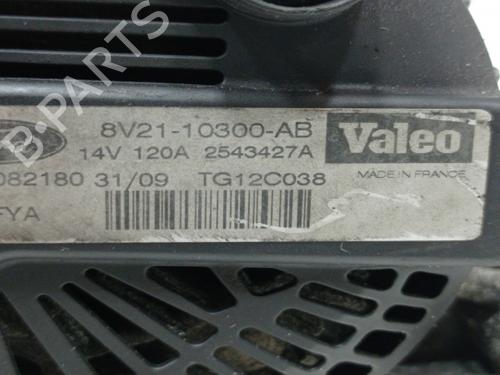 B-PARTS
8V21-10300-AB
14V 120A 2543427A
Valeo
082180 31/09 TG12C038
MADE IN FRANCE
FYA